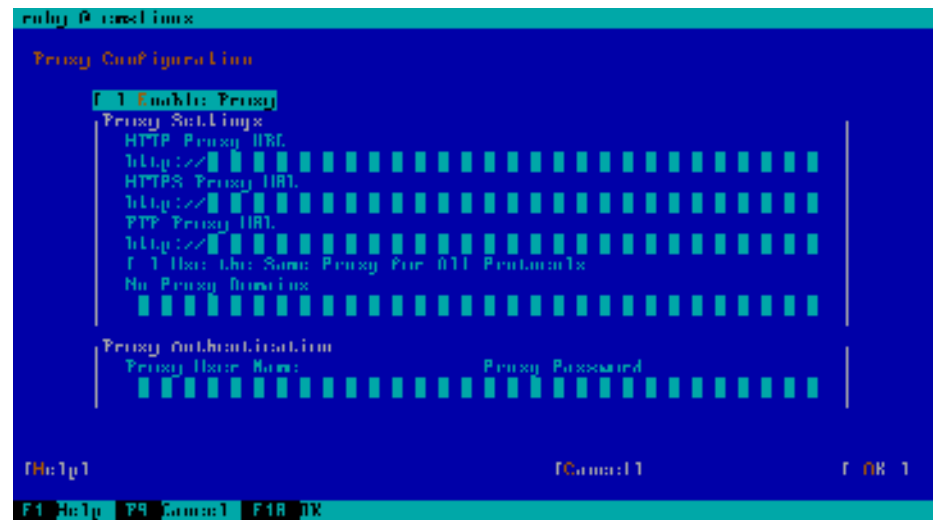 Proxy Configuration
[ ] Enable Proxy
Proxy Settings
HTTP Proxy URL
http://
HTTPS Proxy URL
http://
FTP Proxy URL
http://
[ ] Use the Same Proxy for All Protocols
No Proxy Domains
Proxy Authentication
Proxy User Name Proxy Password
[Help] [Cancel] [ OK ]
F1 Help F9 Cancel F10 OK